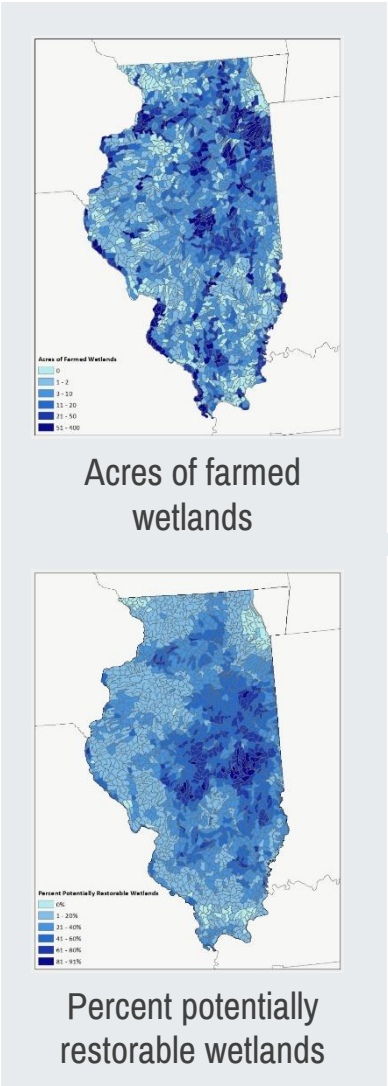 Acres of Farmed Wetlands
0
1 - 2
3 - 10
11 - 20
21 - 50
51 - 400
Acres of farmed
wetlands
Percent Potentially Restorable Wetlands
0%
1 - 20%
21 - 40%
41 - 60%
61 - 80%
81 - 91%
Percent potentially
restorable wetlands